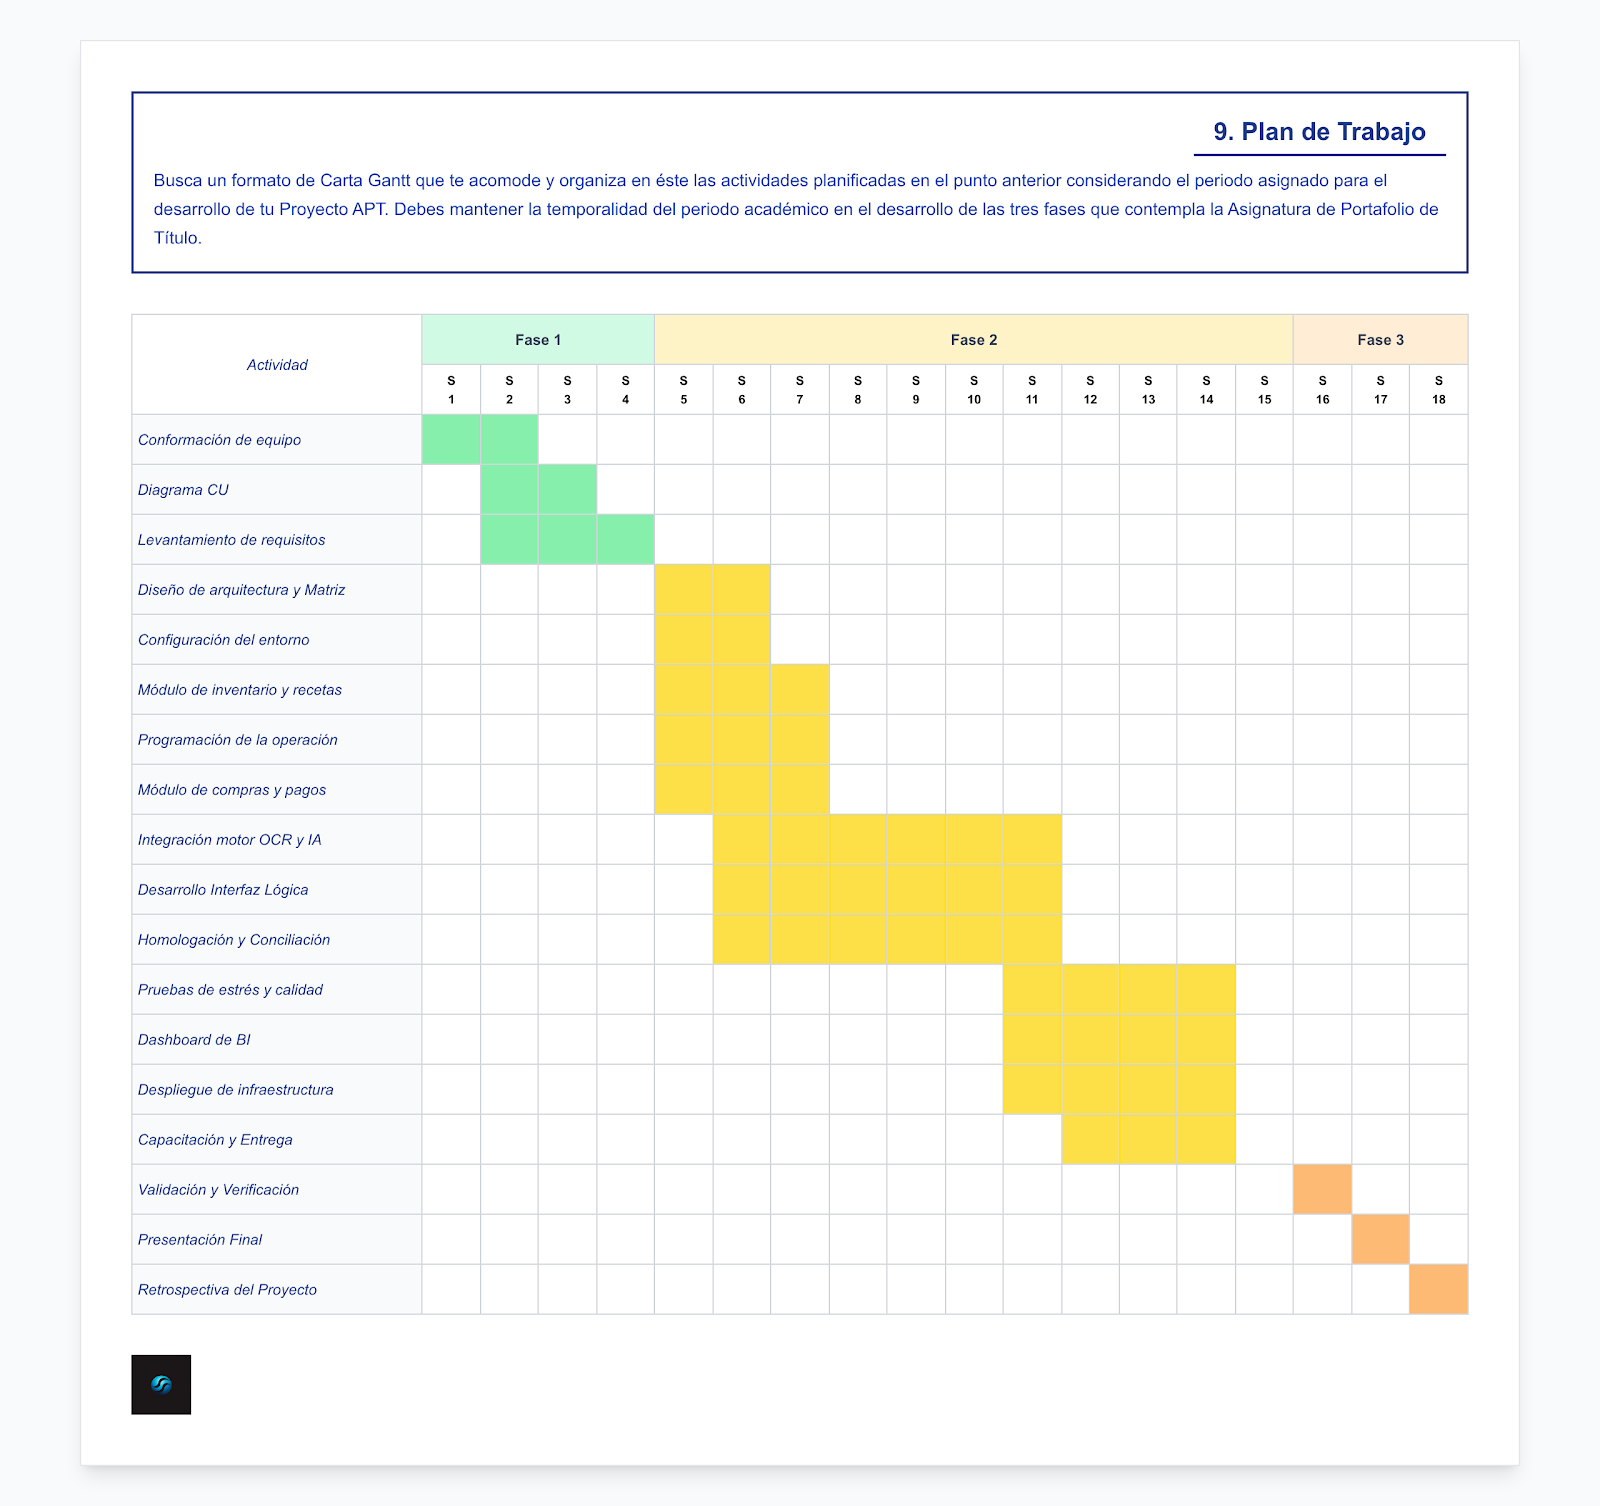 9. Plan de Trabajo
Busca un formato de Carta Gantt que te acomode y organiza en éste las actividades planificadas en el punto anterior considerando el periodo asignado para el
desarrollo de tu Proyecto APT. Debes mantener la temporalidad del periodo académico en el desarrollo de las tres fases que contempla la Asignatura de Portafolio de
Título.
Actividad
Fase 1
Fase 2
Fase 3
S S S S S S S S S S S S S S S S S S
1 2 3 4 5 6 7 8 9 10 11 12 13 14 15 16 17 18
Conformación de equipo
Diagrama CU
Levantamiento de requisitos
Diseño de arquitectura y Matriz
Configuración del entorno
Módulo de inventario y recetas
Programación de la operación
Módulo de compras y pagos
Integración motor OCR y IA
Desarrollo Interfaz Lógica
Homologación y Conciliación
Pruebas de estrés y calidad
Dashboard de BI
Despliegue de infraestructura
Capacitación y Entrega
Validación y Verificación
Presentación Final
Retrospectiva del Proyecto